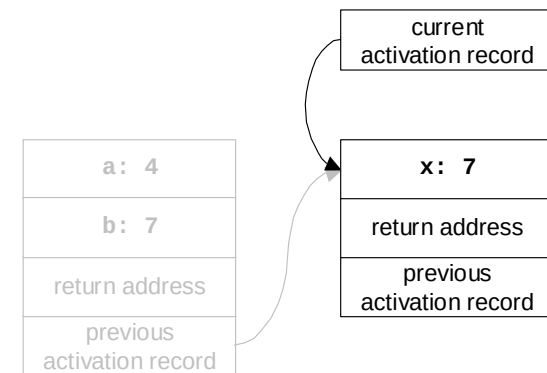 current
activation record
a: 4
b: 7
return address
previous
activation record
x: 7
return address
previous
activation record